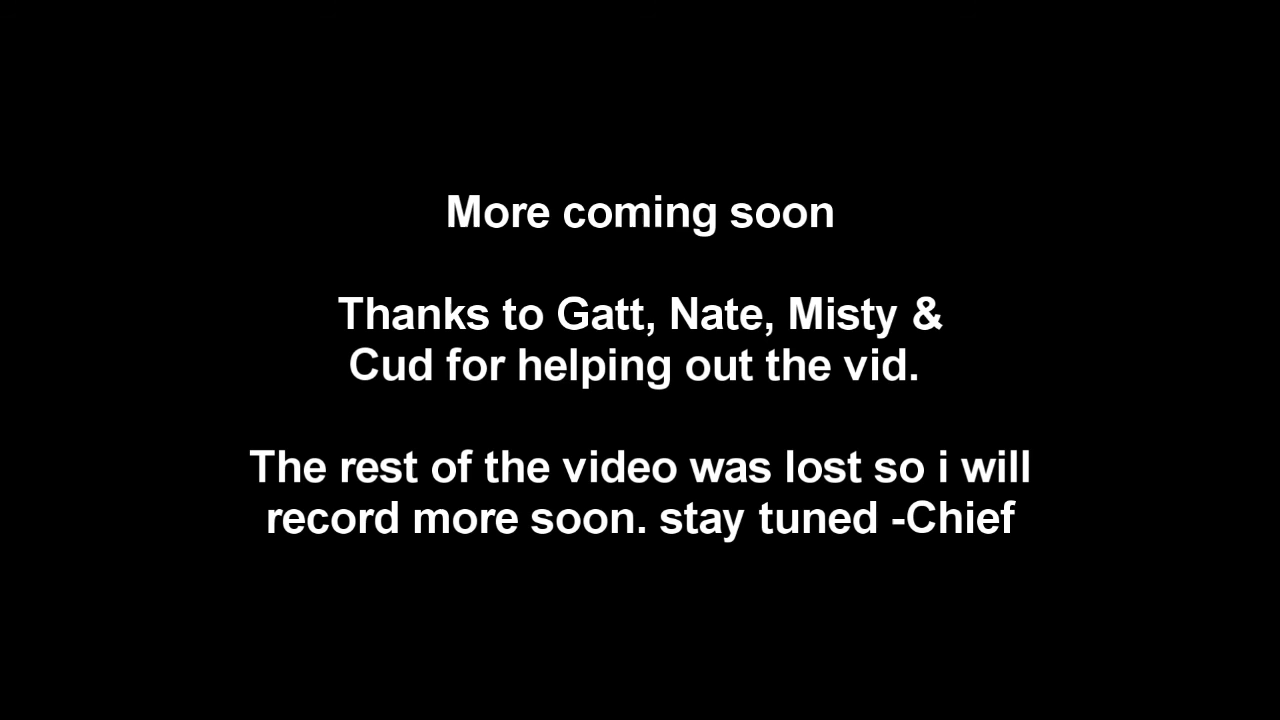 More coming soon
Thanks to Gatt, Nate, Misty &
Cud for helping out the vid.
The rest of the video was lost so i will
record more soon. stay tuned -Chief